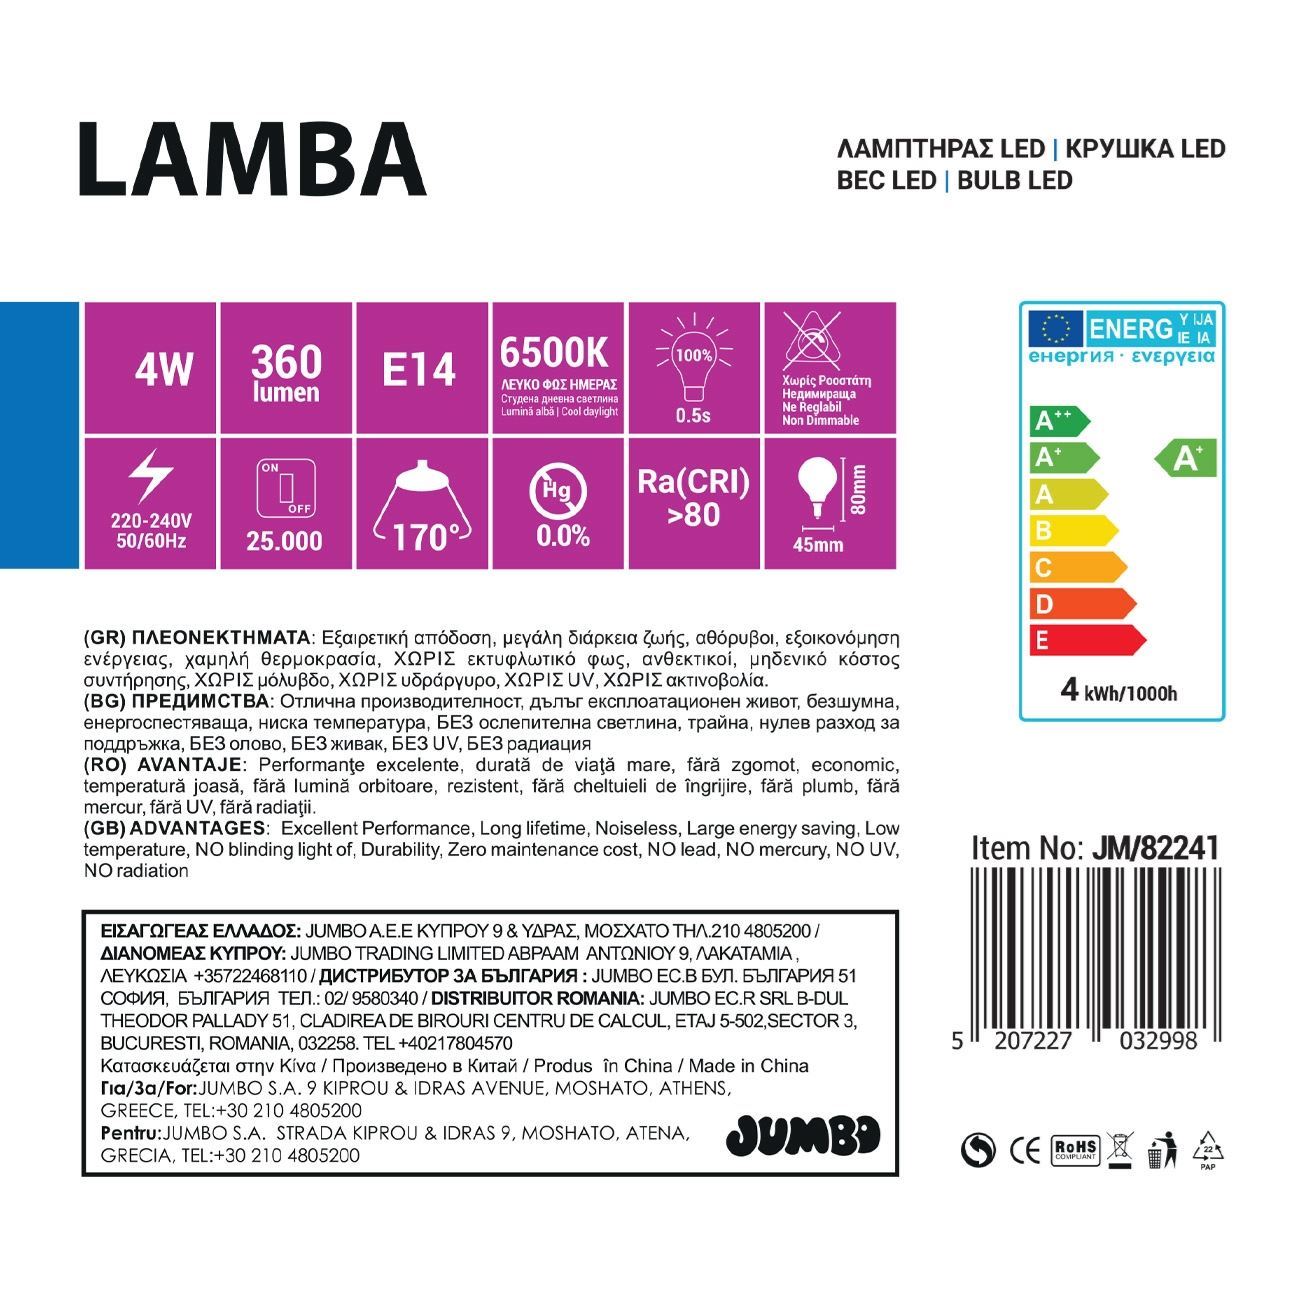 LAMBA
ΛΑΜΠΤΗΡΑΣ LED | КРУШКА LED
BEC LED | BULB LED
4W
360
lumen
E14
6500K
ΛΕΥΚΟ ΦΩΣ ΗΜΕΡΑΣ
Студена дневна светлина
Lumină albă | Cool daylight
100%
0.5s
Χωρίς Ροοστάτη
Недимираща
Ne Reglabil
Non Dimmable
220-240V
50/60Hz
ON
OFF
25.000
170°
Hg
0.0%
Ra(CRI)
>80
80mm
45mm
ENERG Y IJA
IE IA
енергия · ενεργεια
A++
A+
A
B
C
D
E
A+
4 kWh/1000h
(GR) ΠΛΕΟΝΕΚΤΗΜΑΤΑ: Εξαιρετική απόδοση, μεγάλη διάρκεια ζωής, αθόρυβοι, εξοικονόμηση
ενέργειας, χαμηλή θερμοκρασία, ΧΩΡΙΣ εκτυφλωτικό φως, ανθεκτικοί, μηδενικό κόστος
συντήρησης, ΧΩΡΙΣ μόλυβδο, ΧΩΡΙΣ υδράργυρο, ΧΩΡΙΣ UV, ΧΩΡΙΣ ακτινοβολία.
(BG) ПРЕДИМСТВА: Отлична производителност, дълъг експлоатационен живот, безшумна,
енергоспестяваща, ниска температура, БЕЗ ослепителна светлина, трайна, нулев разход за
поддръжка, БЕЗ олово, БЕЗ живак, БЕЗ UV, БЕЗ радиация
(RO) AVANTAJE: Performanţe excelente, durată de viaţă mare, fără zgomot, economic,
temperatură joasă, fără lumină orbitoare, rezistent, fără cheltuieli de îngrijire, fără plumb, fără
mercur, fără UV, fără radiaţii.
(GB) ADVANTAGES: Excellent Performance, Long lifetime, Noiseless, Large energy saving, Low
temperature, NO blinding light of, Durability, Zero maintenance cost, NO lead, NO mercury, NO UV,
NO radiation
ΕΙΣΑΓΩΓΕΑΣ ΕΛΛΑΔΟΣ: JUMBO A.E.E ΚΥΠΡΟΥ 9 & ΥΔΡΑΣ, ΜΟΣΧΑΤΟ ΤΗΛ.210 4805200 /
ΔΙΑΝΟΜΕΑΣ ΚΥΠΡΟΥ: JUMBO TRADING LIMITED ΑΒΡΑΑΜ ΑΝΤΩΝΙΟΥ 9, ΛΑΚΑΤΑΜΙΑ ,
ΛΕΥΚΩΣΙΑ +35722468110 / ДИСТРИБУТОР ЗА БЪЛГАРИЯ : JUMBO EC.B БУЛ. БЪЛГАРИЯ 51
СОФИЯ, БЪЛГАРИЯ ТЕЛ.: 02/ 9580340 / DISTRIBUITOR ROMANIA: JUMBO EC.R SRL B-DUL
THEODOR PALLADY 51, CLADIREA DE BIROURI CENTRU DE CALCUL, ETAJ 5-502,SECTOR 3,
BUCURESTI, ROMANIA, 032258. TEL +40217804570
Κατασκευάζεται στην Κίνα / Произведено в Китай / Produs în China / Made in China
Για/За/For:JUMBO S.A. 9 KIPROU & IDRAS AVENUE, MOSHATO, ATHENS,
GREECE, TEL:+30 210 4805200
Pentru:JUMBO S.A. STRADA KIPROU & IDRAS 9, MOSHATO, ATENA,
GRECIA, TEL:+30 210 4805200
JUMBO
Item No: JM/82241
5 207227 032998
CE
RoHS
COMPLIANT
22
PAP